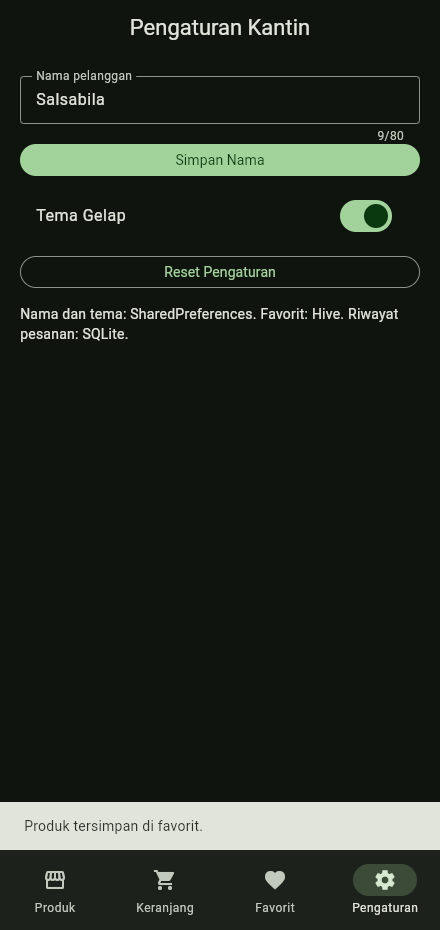 Pengaturan Kantin
Nama pelanggan
Salsabila
9/80
Simpan Nama
Tema Gelap
Reset Pengaturan
Nama dan tema: SharedPreferences. Favorit: Hive. Riwayat
pesanan: SQLite.
Produk tersimpan di favorit.
Produk
Keranjang
Favorit
Pengaturan